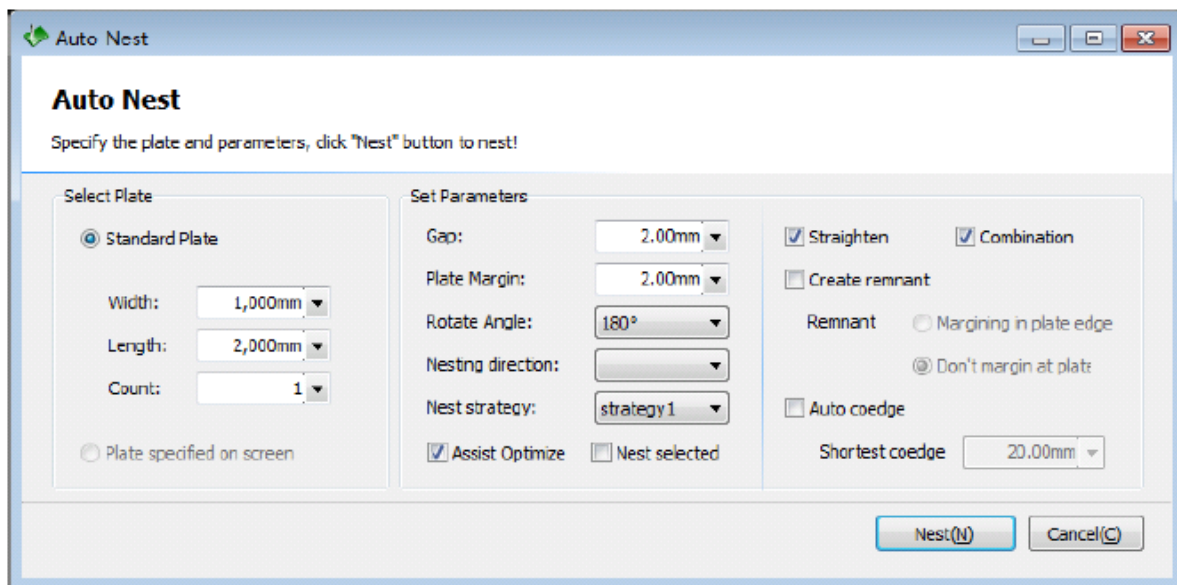 Auto Nest
Auto Nest
Specify the plate and parameters, click "Nest" button to nest!
Select Plate
Standard Plate
Width: 1,000mm
Length: 2,000mm
Count: 1
Plate specified on screen
Set Parameters
Gap: 2.00mm
Plate Margin: 2.00mm
Rotate Angle: 180°
Nesting direction:
Nest strategy: strategy1
Assist Optimize Nest selected
Straighten Combination
Create remnant
Remnant Margining in plate edge
Don't margin at plate
Auto coedge
Shortest coedge 20.00mm
Nest(N) Cancel(C)